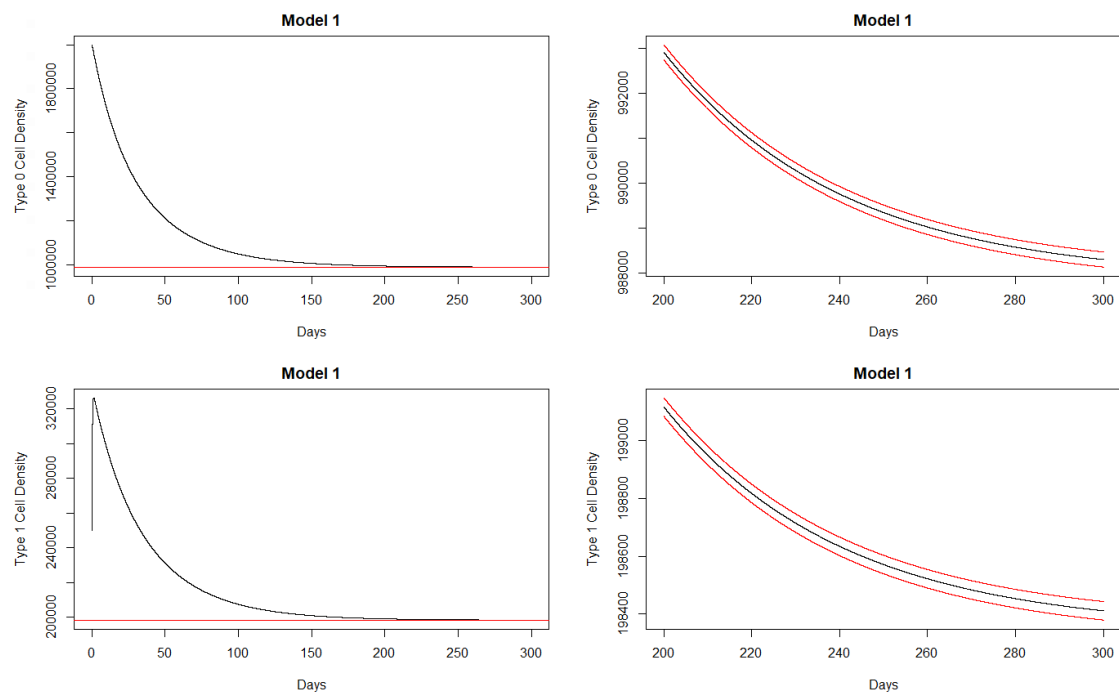 Model 1
Type 0 Cell Density
1000000
1400000
1800000
0 50 100 150 200 250 300
Days
Model 1
Type 0 Cell Density
988000
990000
992000
200 220 240 260 280 300
Days
Model 1
Type 1 Cell Density
200000
240000
280000
320000
0 50 100 150 200 250 300
Days
Model 1
Type 1 Cell Density
198400
198600
198800
199000
200 220 240 260 280 300
Days